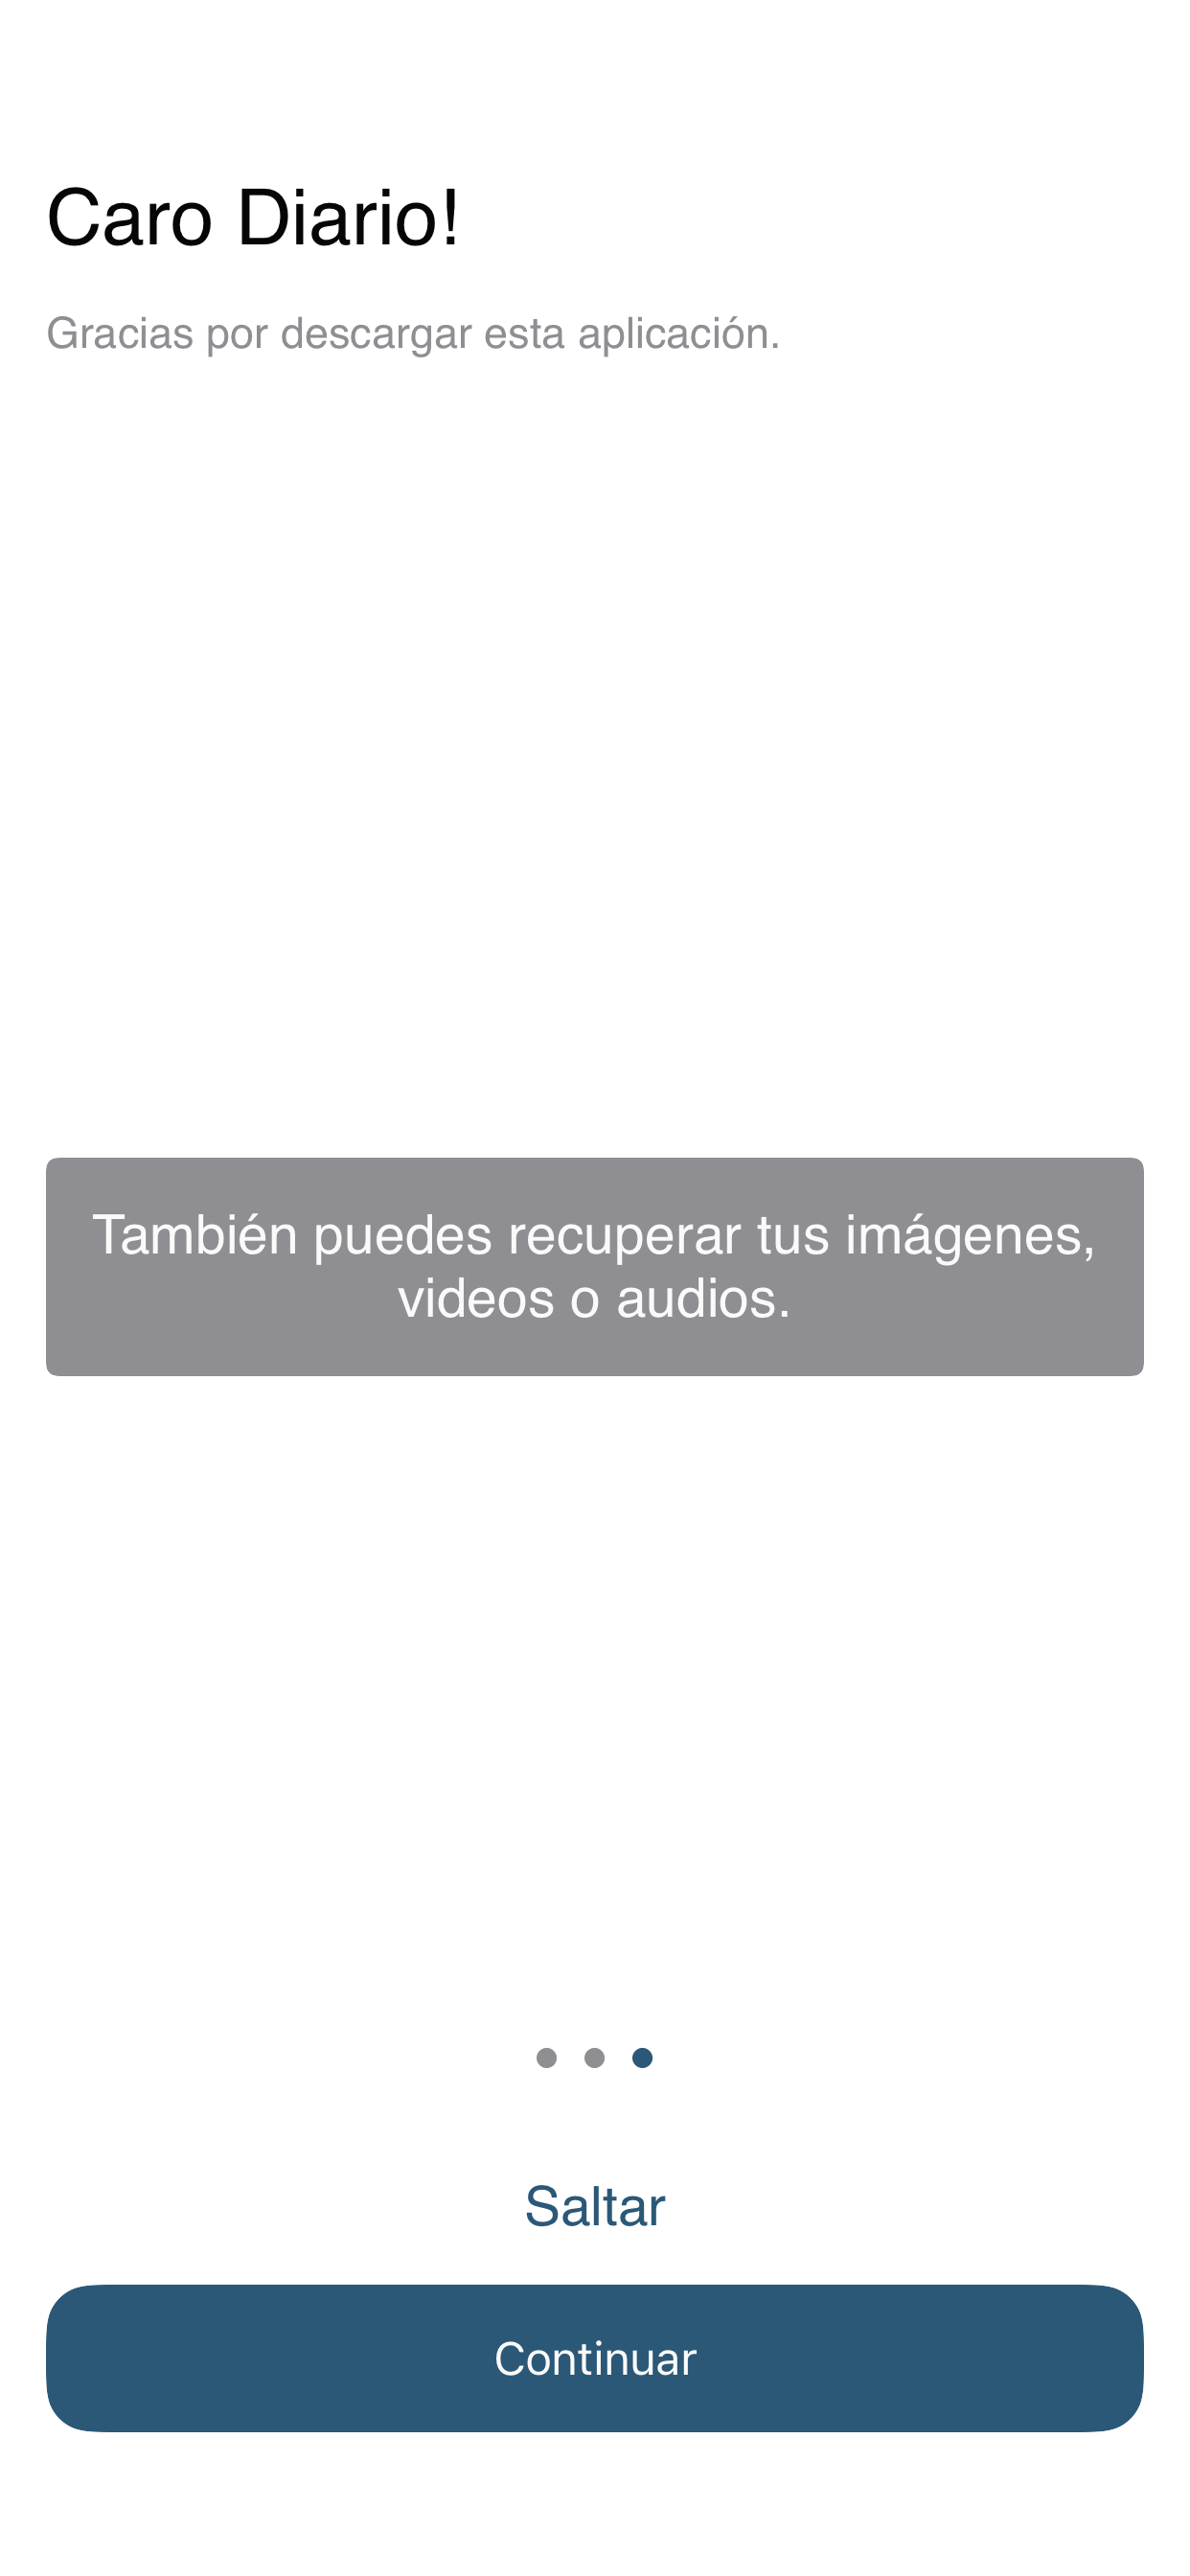 Caro Diario!
Gracias por descargar esta aplicación.
También puedes recuperar tus imágenes,
videos o audios.
Saltar
Continuar